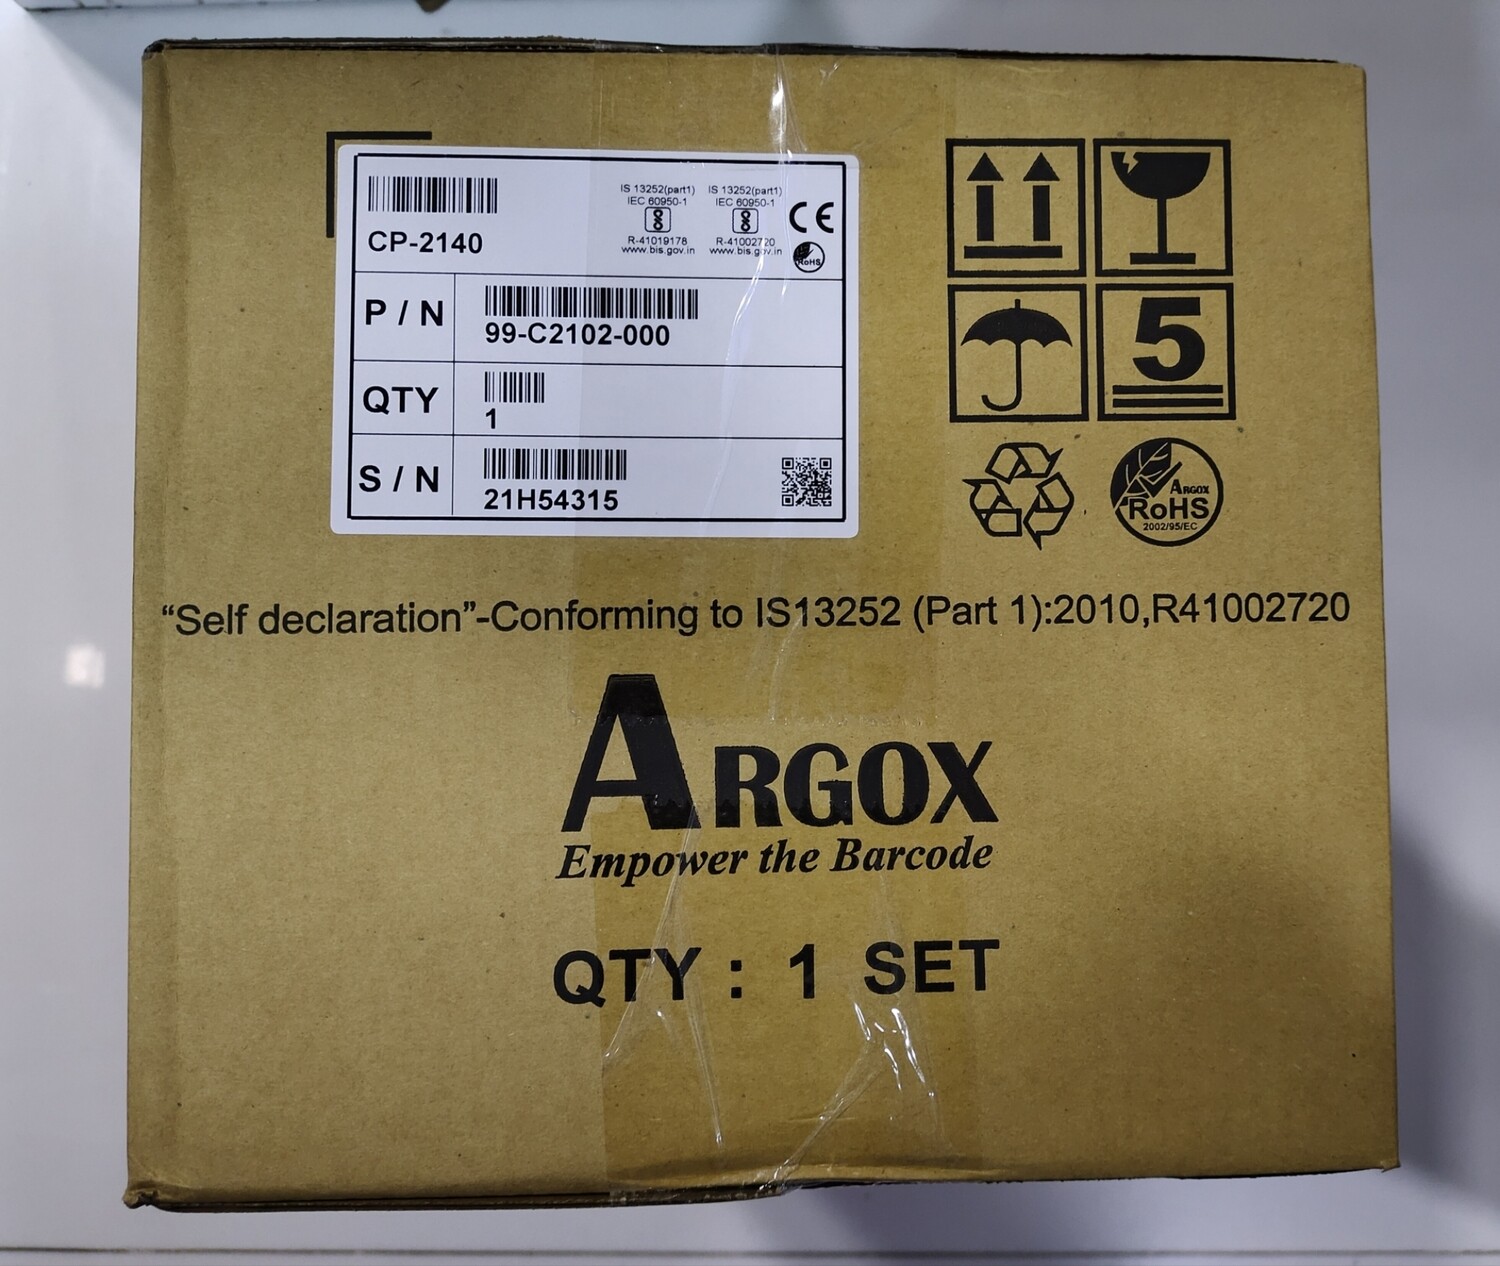 CP-2140
IS 13252(part1)
IEC 60950-1
R-41019178
www.bis.gov.in
IS 13252(part1)
IEC 60950-1
R-41002720
www.bis.gov.in
CE
RoHS
P / N
99-C2102-000
QTY
1
S / N
21H54315
5
ARGOX
RoHS
2002/95/EC
“Self declaration”-Conforming to IS13252 (Part 1):2010,R41002720
ARGOX
Empower the Barcode
QTY : 1 SET